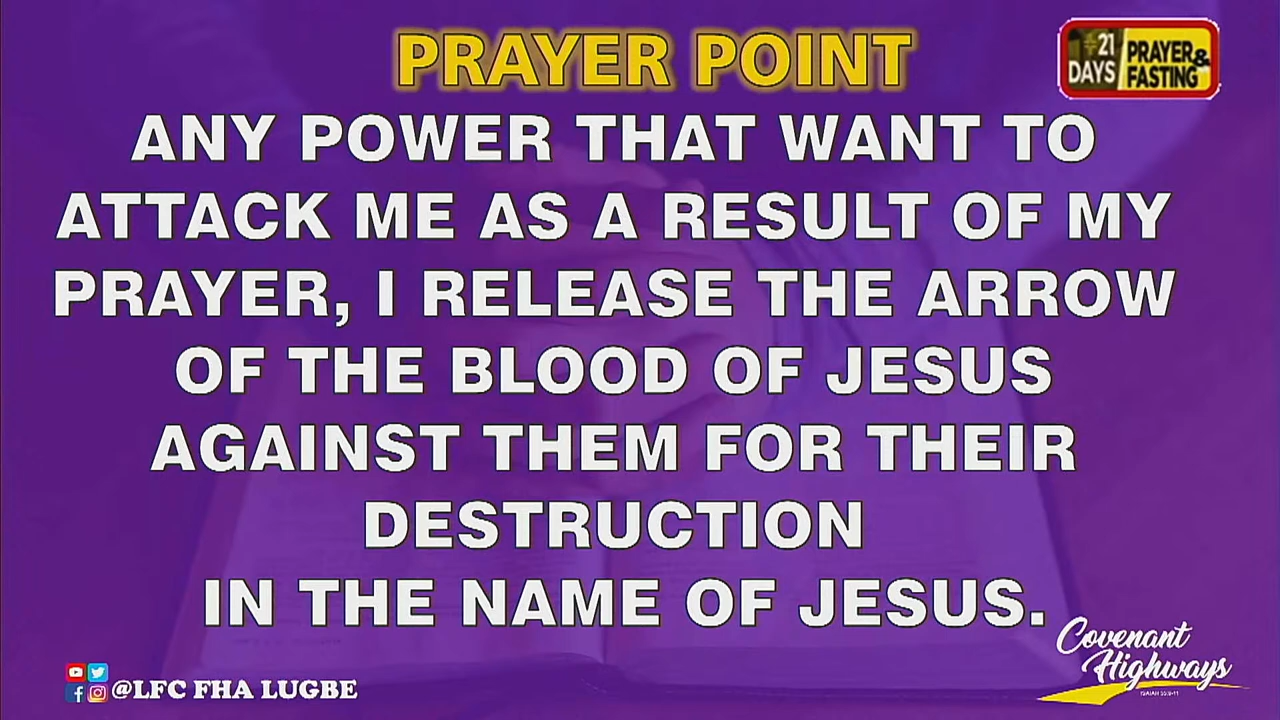 PRAYER POINT
#21 DAYS PRAYER& FASTING
ANY POWER THAT WANT TO
ATTACK ME AS A RESULT OF MY
PRAYER, I RELEASE THE ARROW
OF THE BLOOD OF JESUS
AGAINST THEM FOR THEIR
DESTRUCTION
IN THE NAME OF JESUS.
Covenant
Highways
@LFC FHA LUGBE